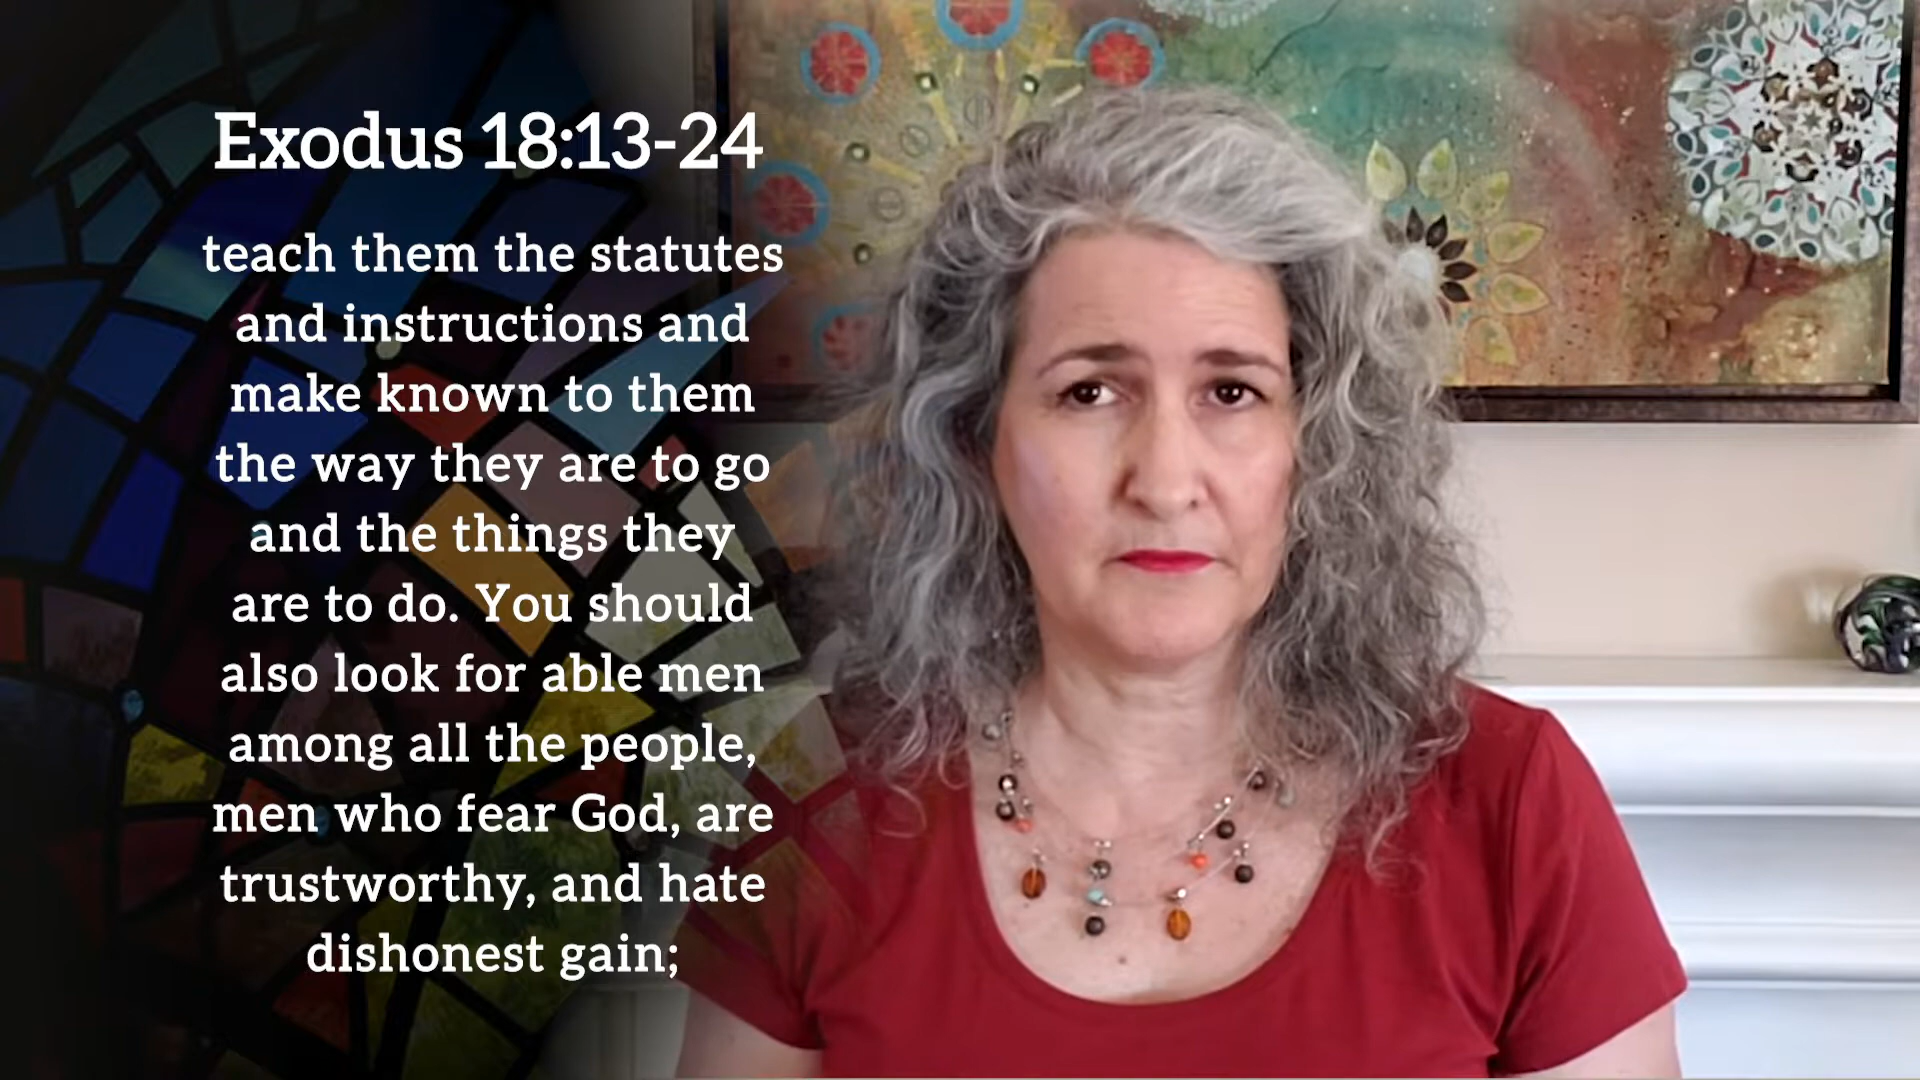 Exodus 18:13-24
teach them the statutes
and instructions and
make known to them
the way they are to go
and the things they
are to do. You should
also look for able men
among all the people,
men who fear God, are
trustworthy, and hate
dishonest gain;